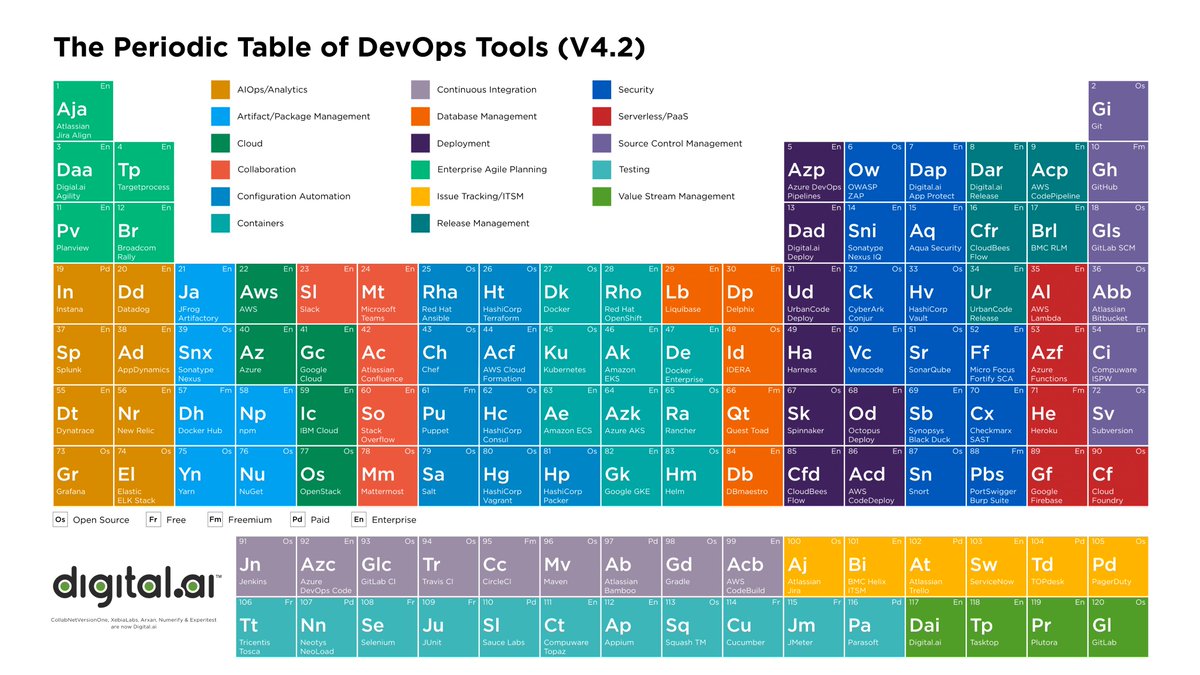 The Periodic Table of DevOps Tools (V4.2)
AIOps/Analytics
Artifact/Package Management
Cloud
Collaboration
Configuration Automation
Containers
Continuous Integration
Database Management
Deployment
Enterprise Agile Planning
Issue Tracking/ITSM
Release Management
Security
Serverless/PaaS
Source Control Management
Testing
Value Stream Management
1 En
Aja
Atlassian
Jira Align
2 Os
Gi
Git
3 En
Daa
Digial.ai
Agility
4 En
Tp
Targetprocess
5 En
Azp
Azure DevOps
Pipelines
6 Os
Ow
OWASP
ZAP
7 En
Dap
Digital.ai
App Protect
8 En
Dar
Digital.ai
Release
9 En
Acp
AWS
CodePipeline
10 Fm
Gh
GitHub
11 En
Pv
Planview
12 En
Br
Broadcom
Rally
13 En
Dad
Digital.ai
Deploy
14 En
Sni
Sonatype
Nexus IQ
15 En
Aq
Aqua Security
16 En
Cfr
CloudBees
Flow
17 En
Brl
BMC RLM
18 Os
Gls
GitLab SCM
19 Pd
In
Instana
20 En
Dd
Datadog
21 En
Ja
JFrog
Artifactory
22 En
Aws
AWS
23 En
Sl
Slack
24 En
Mt
Microsoft
Teams
25 Os
Rha
Red Hat
Ansible
26 Os
Ht
HashiCorp
Terraform
27 Os
Dk
Docker
28 En
Rho
Red Hat
OpenShift
29 En
Lb
Liquibase
30 En
Dp
Delphix
31 En
Ud
UrbanCode
Deploy
32 Os
Ck
CyberArk
Conjur
33 Os
Hv
HashiCorp
Vault
34 En
Ur
UrbanCode
Release
35 En
Al
AWS
Lambda
36 Os
Abb
Atlassian
Bitbucket
37 En
Sp
Splunk
38 En
Ad
AppDynamics
39 Os
Snx
Sonatype
Nexus
40 En
Az
Azure
41 En
Gc
Google
Cloud
42
Ac
Atlassian
Confluence
43 Os
Ch
Chef
44 En
Acf
AWS Cloud
Formation
45 Os
Ku
Kubernetes
46 En
Ak
Amazon
EKS
47 En
De
Docker
Enterprise
48 Os
Id
IDERA
49 En
Ha
Harness
50 En
Vc
Veracode
51 Os
Sr
SonarQube
52 En
Ff
Micro Focus
Fortify SCA
53 En
Azf
Azure
Functions
54 En
Ci
Compuware
ISPW
55 En
Dt
Dynatrace
56 En
Nr
New Relic
57 Fm
Dh
Docker Hub
58 En
Np
npm
59 En
Ic
IBM Cloud
60 En
So
Stack
Overflow
61 Fm
Pu
Puppet
62 Os
Hc
HashiCorp
Consul
63 En
Ae
Amazon ECS
64 En
Azk
Azure AKS
65 Os
Ra
Rancher
66 Fm
Qt
Quest Toad
67 Os
Sk
Spinnaker
68 En
Od
Octopus
Deploy
69 En
Sb
Synopsys
Black Duck
70 En
Cx
Checkmarx
SAST
71 Fm
He
Heroku
72 Os
Sv
Subversion
73 Os
Gr
Grafana
74 Os
El
Elastic
ELK Stack
75 Os
Yn
Yarn
76 Os
Nu
NuGet
77 Os
Os
OpenStack
78 Os
Mm
Mattermost
79 Os
Sa
Salt
80 Os
Hg
HashiCorp
Vagrant
81 Os
Hp
HashiCorp
Packer
82 En
Gk
Google GKE
83 Os
Hm
Helm
84 En
Db
DBmaestro
85 En
Cfd
CloudBees
Flow
86 En
Acd
AWS
CodeDeploy
87 Os
Sn
Snort
88 Fm
Pbs
PortSwigger
Burp Suite
89 En
Gf
Google
Firebase
90 Os
Cf
Cloud
Foundry
Os Open Source Fr Free Fm Freemium Pd Paid En Enterprise
91 Os
Jn
Jenkins
92 En
Azc
Azure
DevOps Code
93 Os
Glc
GitLab CI
94 Os
Tr
Travis CI
95 Fm
Cc
CircleCI
96 Os
Mv
Maven
97 Pd
Ab
Atlassian
Bamboo
98 Os
Gd
Gradle
99 En
Acb
AWS
CodeBuild
100 Os
Aj
Atlassian
Jira
101 En
Bi
BMC Helix
ITSM
102 Pd
At
Atlassian
Trello
103 En
Sw
ServiceNow
104 Pd
Td
TOPdesk
Os
Pd
PagerDuty
106 Fr
Tt
Tricentis
Tosca
107 Pd
Nn
Neotys
NeoLoad
108 Fr
Se
Selenium
109 Fr
Ju
JUnit
110 Pd
Sl
Sauce Labs
111 En
Ct
Compuware
Topaz
112 En
Ap
Appium
113 Os
Sq
Squash TM
114 Fr
Cu
Cucumber
115 Fr
Jm
JMeter
116 Pd
Pa
Parasoft
117 En
Dai
Digital.ai
118 En
Tp
Tasktop
119 En
Pr
Plutora
120 Os
Gl
GitLab
digital.ai™
CollabNetVersionOne, XebiaLabs, Arxan, Numerify & Experitest
are now Digital.ai